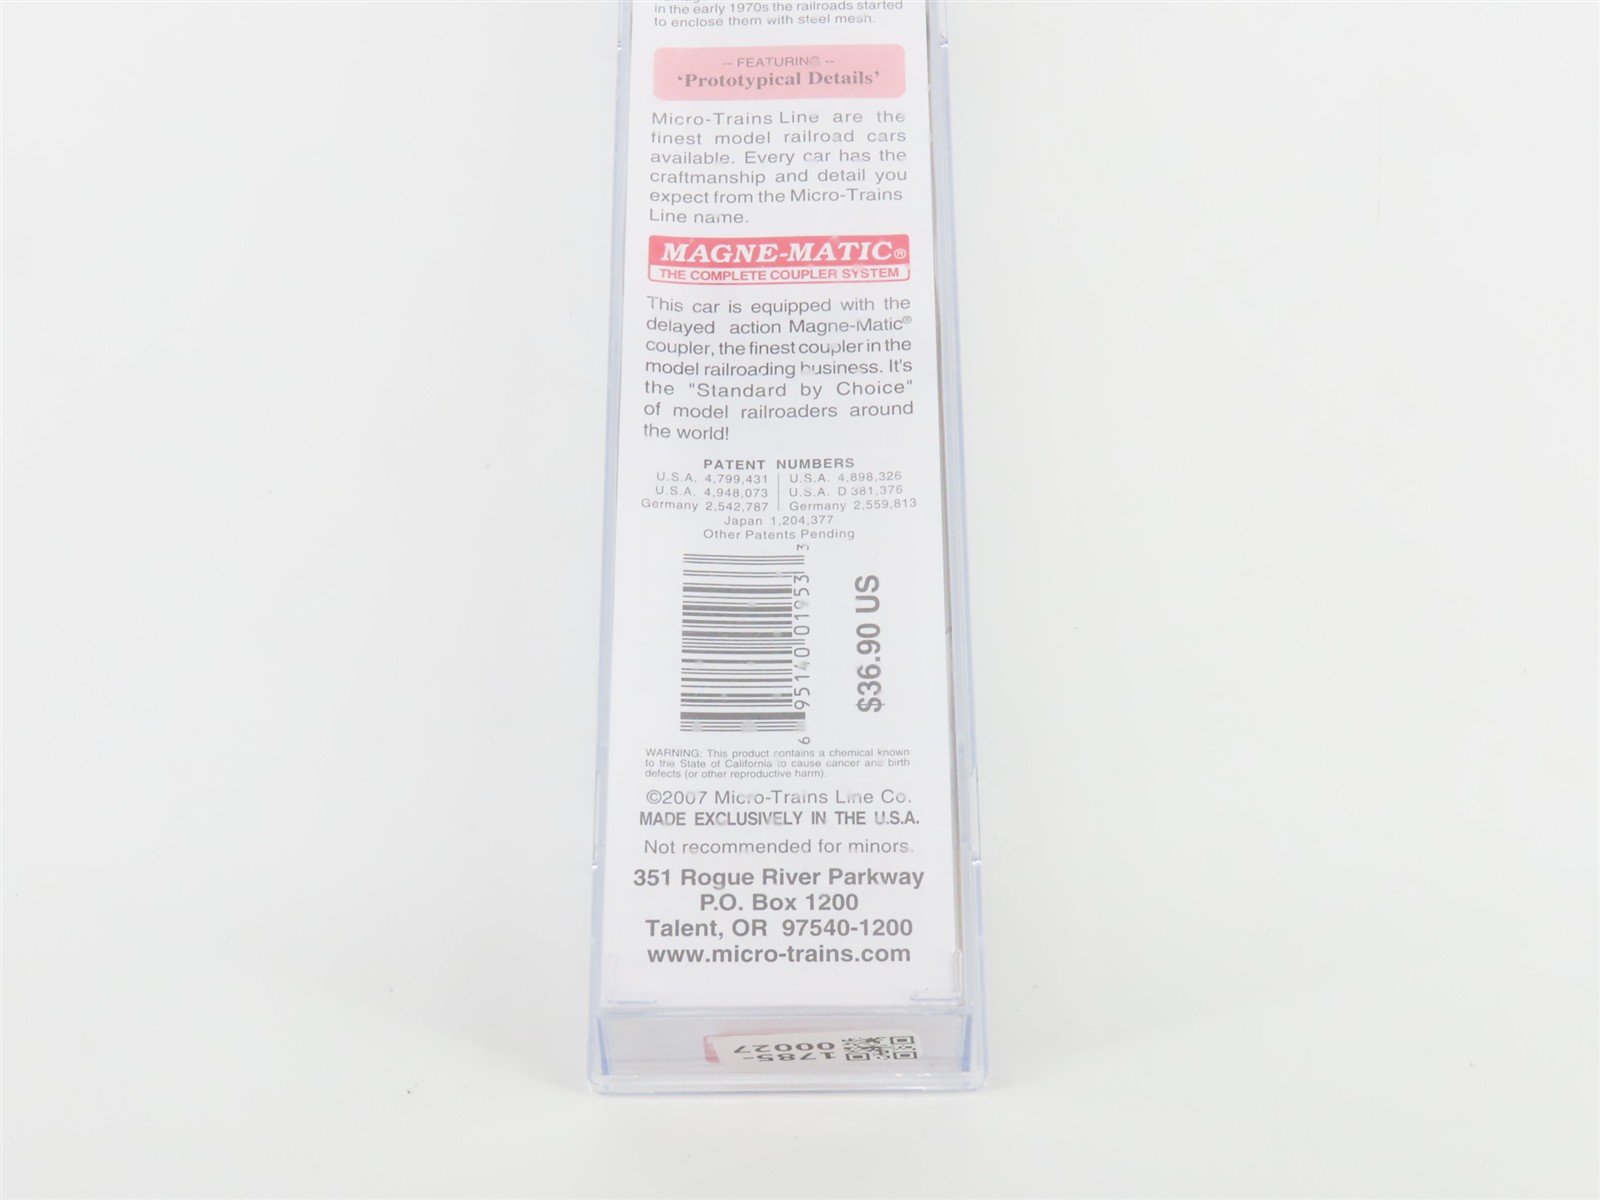 in the early 1970s the railroads started
to enclose them with steel mesh.
-- FEATURING --
‘Prototypical Details’
Micro-Trains Line are the
finest model railroad cars
available. Every car has the
craftmanship and detail you
expect from the Micro-Trains
Line name.
MAGNE-MATIC®
THE COMPLETE COUPLER SYSTEM
This car is equipped with the
delayed action Magne-Matic®
coupler, the finest coupler in the
model railroading business. It's
the "Standard by Choice"
of model railroaders around
the world!
PATENT NUMBERS
U.S.A. 4,799,431 | U.S.A. 4,898,326
U.S.A. 4,948,073 | U.S.A. D 381,376
Germany 2,542,787 | Germany 2,559,813
Japan 1,204,377
Other Patents Pending
6 95140 01953 3
$36.90 US
WARNING: This product contains a chemical known
to the State of California to cause cancer and birth
defects (or other reproductive harm).
©2007 Micro-Trains Line Co.
MADE EXCLUSIVELY IN THE U.S.A.
Not recommended for minors.
351 Rogue River Parkway
P.O. Box 1200
Talent, OR 97540-1200
www.micro-trains.com
1785-
00027